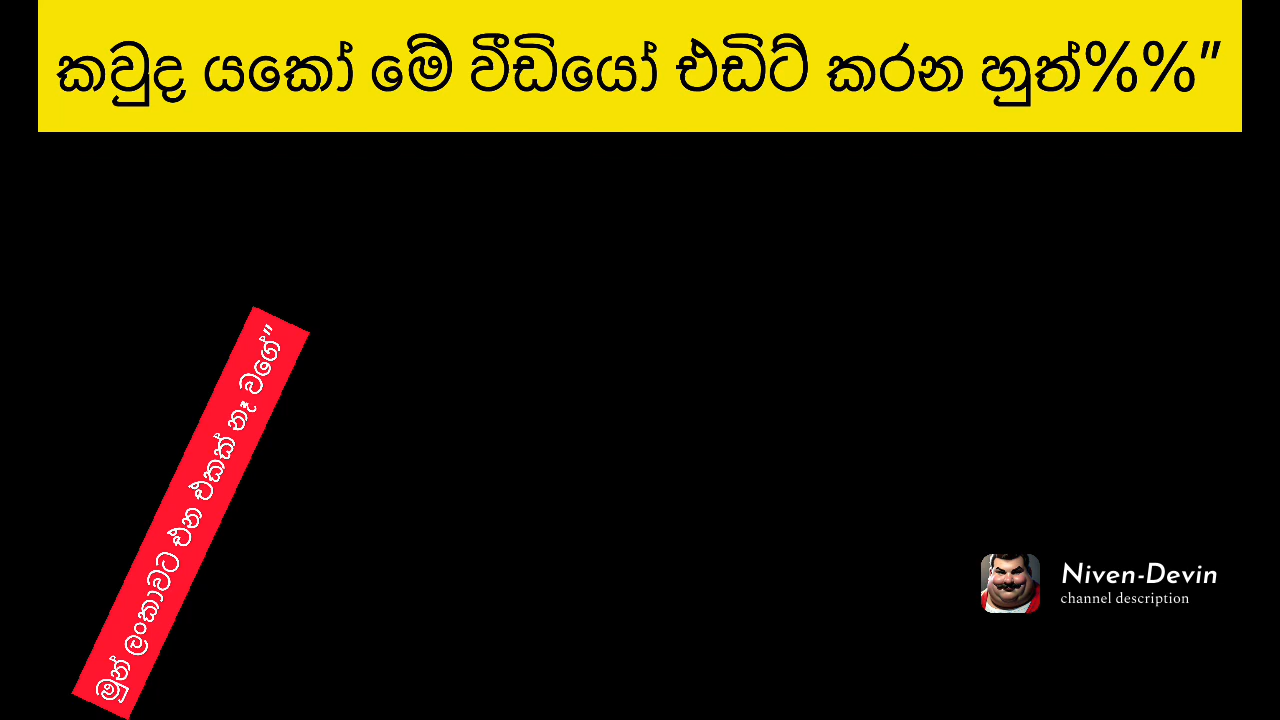 කවුද යකෝ මේ වීඩියෝ එඩිට් කරන හුත්%%"
මුන් ලංකාවට එන එකක් නෑ වගේ"
Niven-Devin
channel description